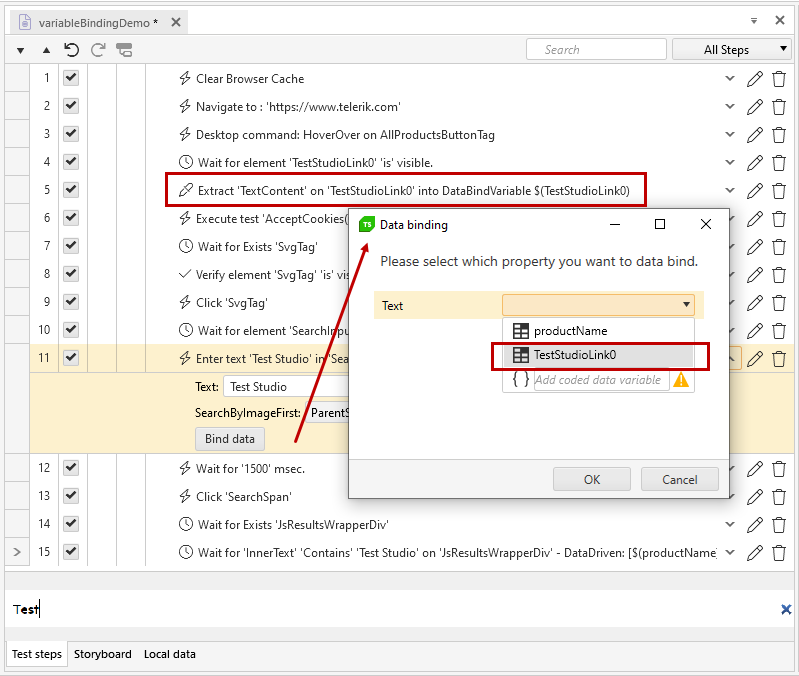 variableBindingDemo *
Search
All Steps
1 Clear Browser Cache
2 Navigate to : 'https://www.telerik.com'
3 Desktop command: HoverOver on AllProductsButtonTag
4 Wait for element 'TestStudioLink0' 'is' visible.
5 Extract 'TextContent' on 'TestStudioLink0' into DataBindVariable $(TestStudioLink0)
6 Execute test 'AcceptCookies(
7 Wait for Exists 'SvgTag'
8 Verify element 'SvgTag' 'is' vis
9 Click 'SvgTag'
10 Wait for element 'SearchInpu
11 Enter text 'Test Studio' in 'Sea
Text: Test Studio
SearchByImageFirst: ParentS
Bind data
TS Data binding
Please select which property you want to data bind.
Text
productName
TestStudioLink0
{ } Add coded data variable
OK Cancel
12 Wait for '1500' msec.
13 Click 'SearchSpan'
14 Wait for Exists 'JsResultsWrapperDiv'
15 Wait for 'InnerText' 'Contains' 'Test Studio' on 'JsResultsWrapperDiv' - DataDriven: [$(productName)
Test
Test steps Storyboard Local data